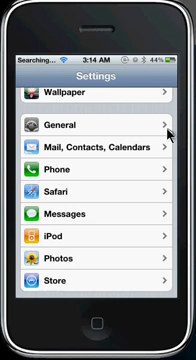 Searching... 3:14 AM 44%
Settings
Wallpaper
General
Mail, Contacts, Calendars
Phone
Safari
Messages
iPod
Photos
Store